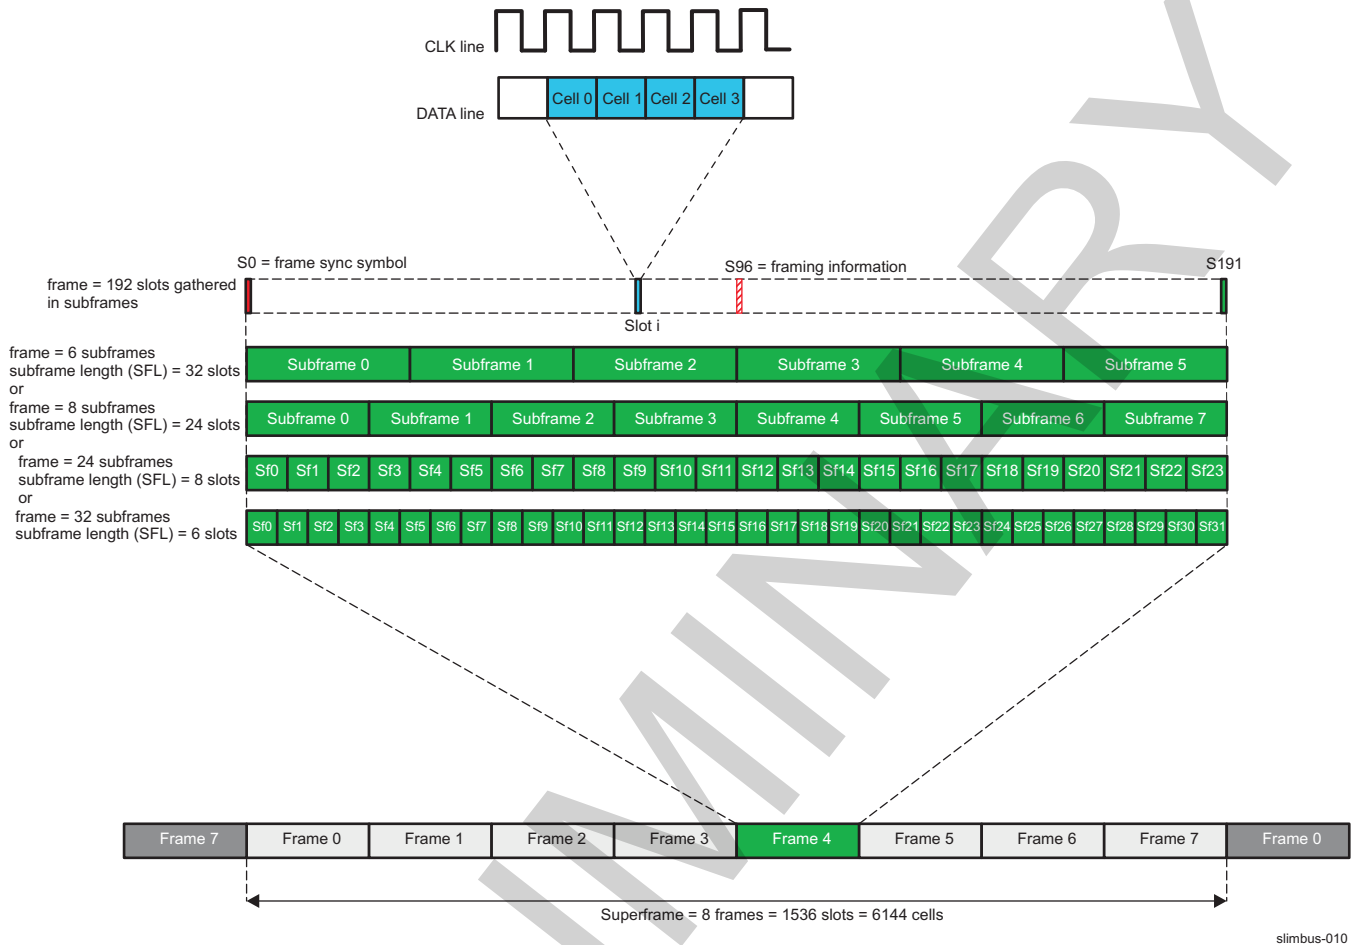 CLK line
DATA line
Cell 0 Cell 1 Cell 2 Cell 3
S0 = frame sync symbol
S96 = framing information
S191
frame = 192 slots gathered
in subframes
Slot i
frame = 6 subframes
subframe length (SFL) = 32 slots
Subframe 0 Subframe 1 Subframe 2 Subframe 3 Subframe 4 Subframe 5
or
frame = 8 subframes
subframe length (SFL) = 24 slots
Subframe 0 Subframe 1 Subframe 2 Subframe 3 Subframe 4 Subframe 5 Subframe 6 Subframe 7
or
frame = 24 subframes
subframe length (SFL) = 8 slots
Sf0 Sf1 Sf2 Sf3 Sf4 Sf5 Sf6 Sf7 Sf8 Sf9 Sf10 Sf11 Sf12 Sf13 Sf14 Sf15 Sf16 Sf17 Sf18 Sf19 Sf20 Sf21 Sf22 Sf23
or
frame = 32 subframes
subframe length (SFL) = 6 slots
Sf0 Sf1 Sf2 Sf3 Sf4 Sf5 Sf6 Sf7 Sf8 Sf9 Sf10 Sf11 Sf12 Sf13 Sf14 Sf15 Sf16 Sf17 Sf18 Sf19 Sf20 Sf21 Sf22 Sf23 Sf24 Sf25 Sf26 Sf27 Sf28 Sf29 Sf30 Sf31
Frame 7 Frame 0 Frame 1 Frame 2 Frame 3 Frame 4 Frame 5 Frame 6 Frame 7 Frame 0
Superframe = 8 frames = 1536 slots = 6144 cells
slimbus-010
IMINARY